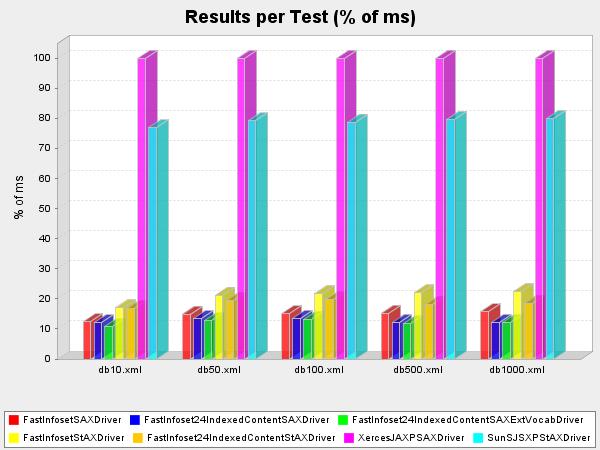 Results per Test (% of ms)
100
90
80
70
60
50
40
30
20
10
0
% of ms
db10.xml db50.xml db100.xml db500.xml db1000.xml
FastInfosetSAXDriver FastInfoset24IndexedContentSAXDriver FastInfoset24IndexedContentSAXExtVocabDriver
FastInfosetStAXDriver FastInfoset24IndexedContentStAXDriver XercesJAXPSAXDriver SunSJSXPStAXDriver